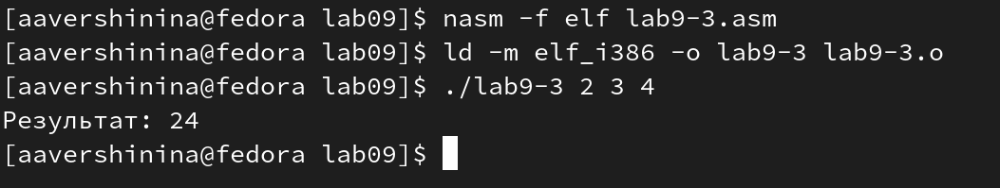 [aavershinina@fedora lab09]$ nasm -f elf lab9-3.asm
[aavershinina@fedora lab09]$ ld -m elf_i386 -o lab9-3 lab9-3.o
[aavershinina@fedora lab09]$ ./lab9-3 2 3 4
Результат: 24
[aavershinina@fedora lab09]$